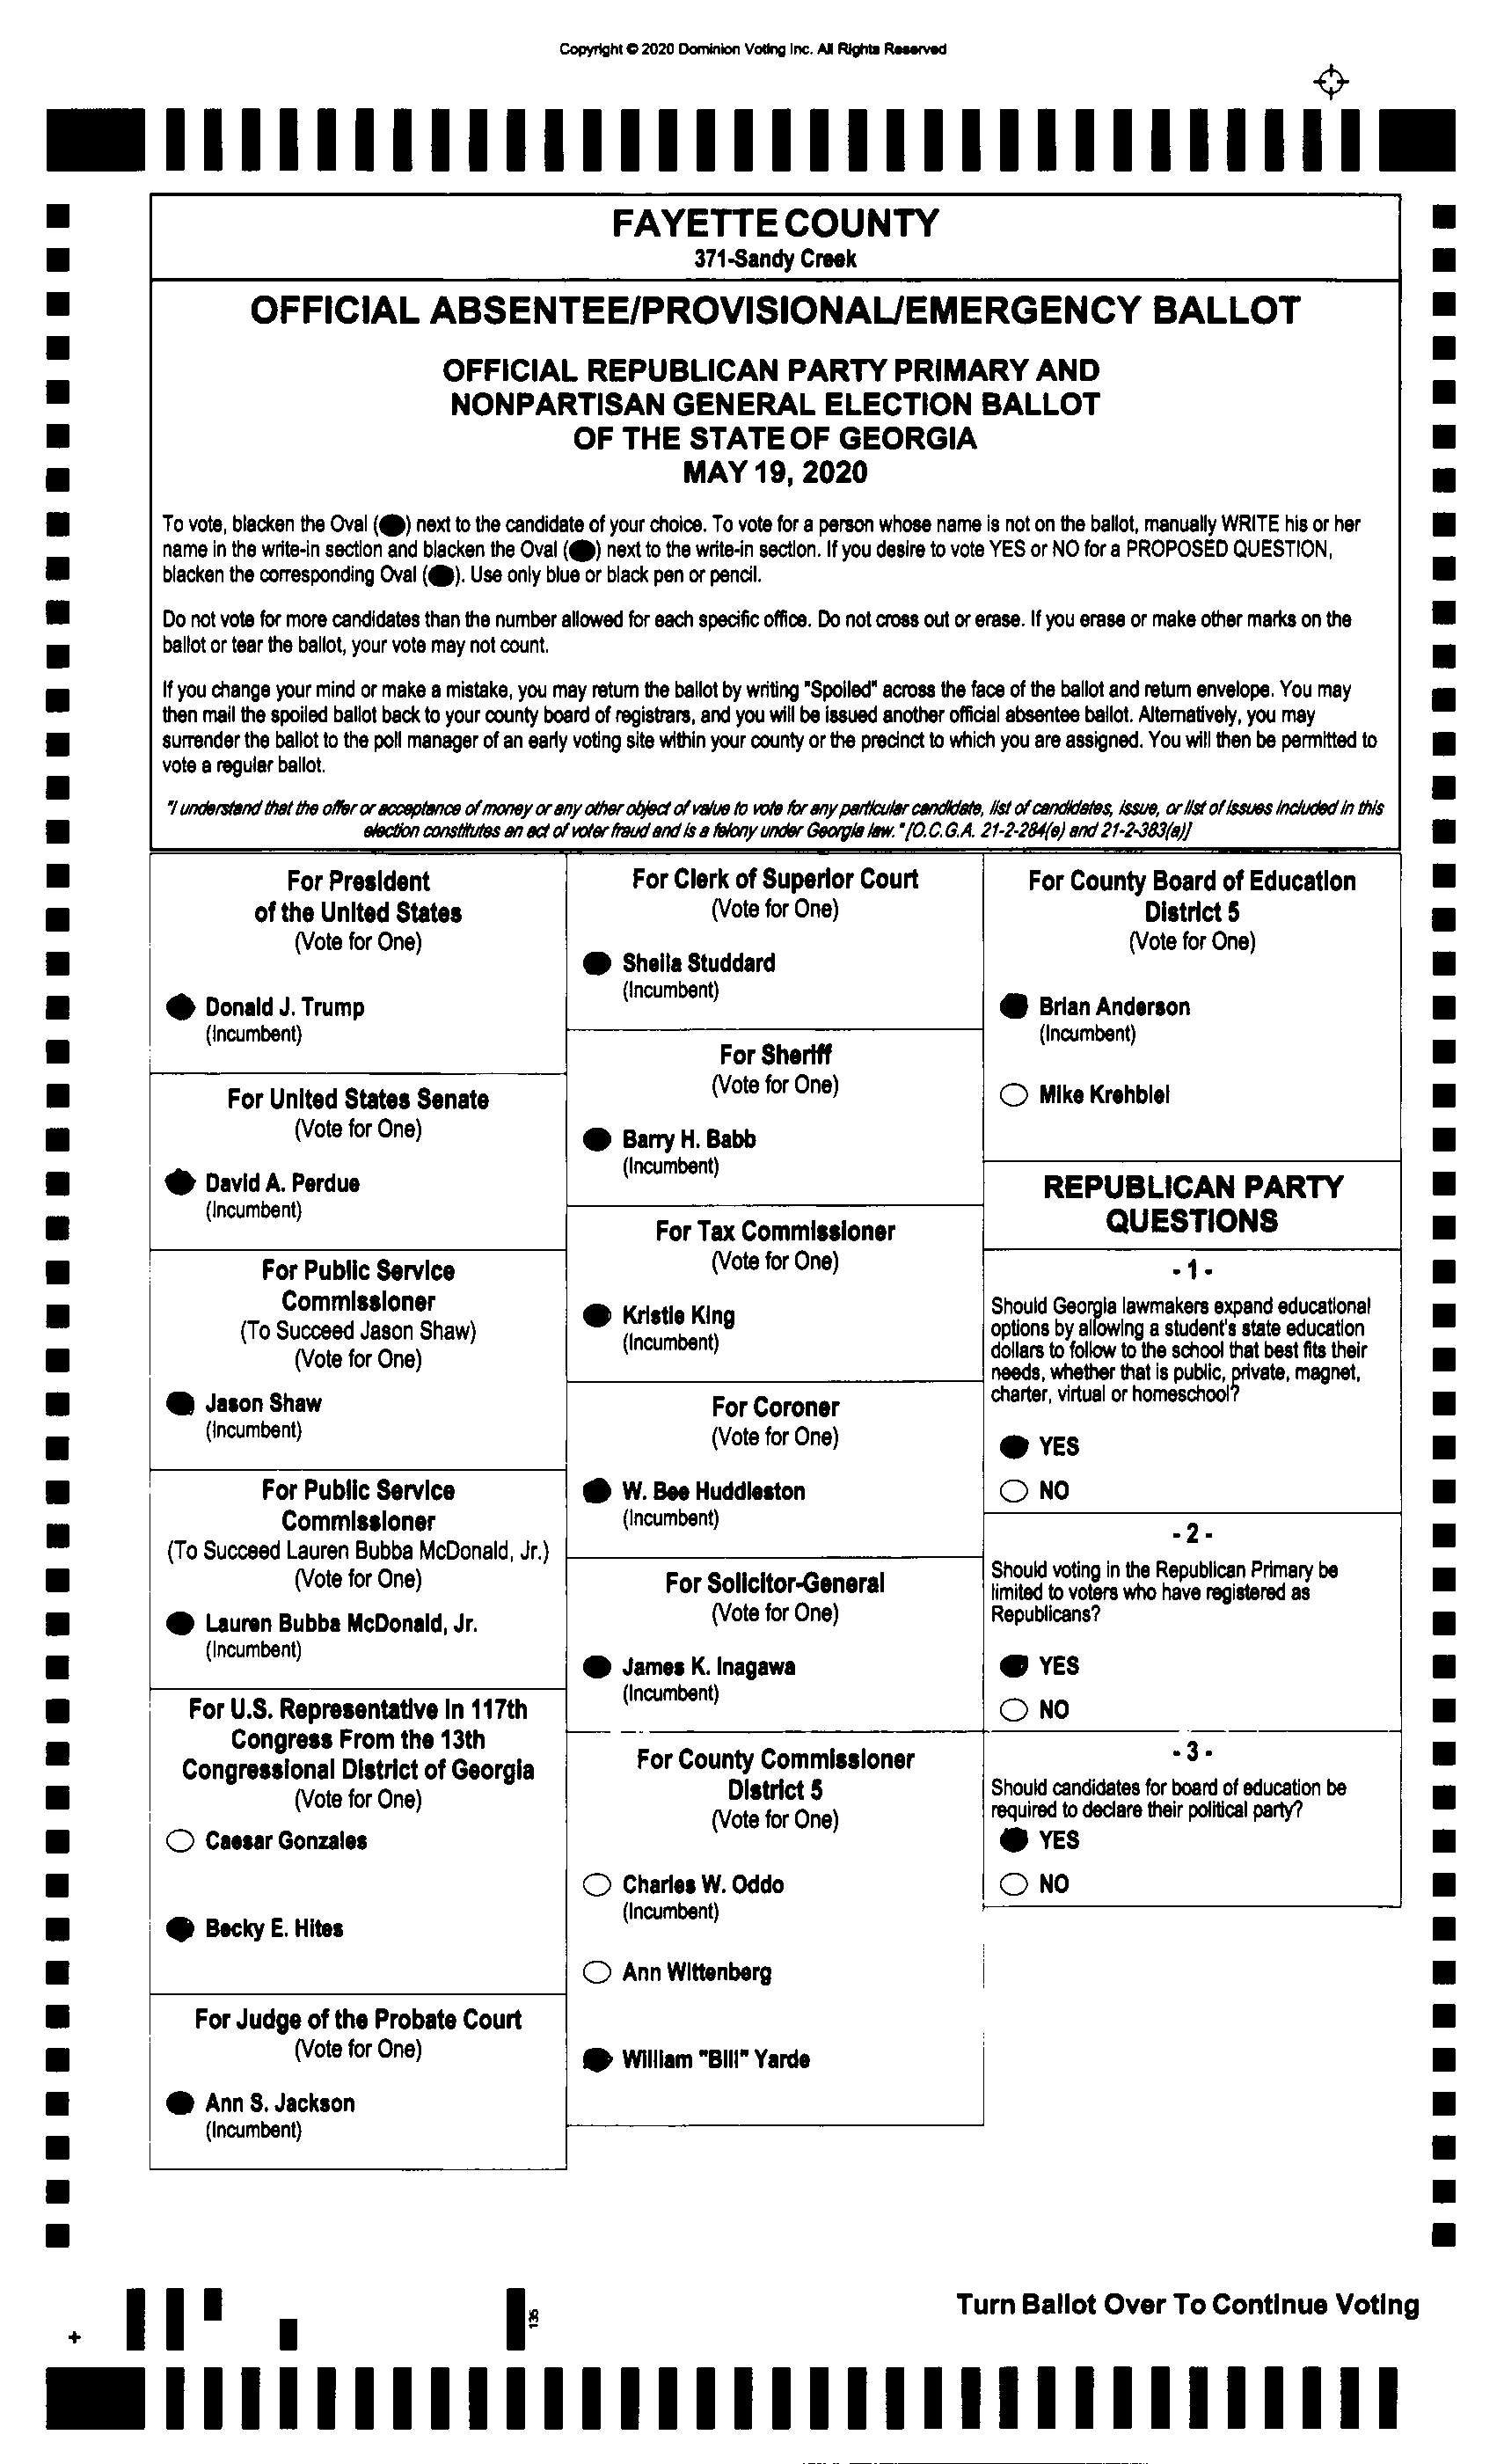 Copyright © 2020 Dominion Voting Inc. All Rights Reserved
FAYETTE COUNTY
371-Sandy Creek
OFFICIAL ABSENTEE/PROVISIONAL/EMERGENCY BALLOT
OFFICIAL REPUBLICAN PARTY PRIMARY AND
NONPARTISAN GENERAL ELECTION BALLOT
OF THE STATE OF GEORGIA
MAY 19, 2020
To vote, blacken the Oval ( ) next to the candidate of your choice. To vote for a person whose name is not on the ballot, manually WRITE his or her
name in the write-in section and blacken the Oval ( ) next to the write-in section. If you desire to vote YES or NO for a PROPOSED QUESTION,
blacken the corresponding Oval ( ). Use only blue or black pen or pencil.
Do not vote for more candidates than the number allowed for each specific office. Do not cross out or erase. If you erase or make other marks on the
ballot or tear the ballot, your vote may not count.
If you change your mind or make a mistake, you may return the ballot by writing "Spoiled" across the face of the ballot and return envelope. You may
then mail the spoiled ballot back to your county board of registrars, and you will be issued another official absentee ballot. Alternatively, you may
surrender the ballot to the poll manager of an early voting site within your county or the precinct to which you are assigned. You will then be permitted to
vote a regular ballot.
"I understand that the offer or acceptance of money or any other object of value to vote for any particular candidate, list of candidates, issue, or list of issues included in this
election constitutes an act of voter fraud and is a felony under Georgia law." [O.C.G.A. 21-2-284(e) and 21-2-383(a)]
For President
of the United States
(Vote for One)
Donald J. Trump
(Incumbent)
For United States Senate
(Vote for One)
David A. Perdue
(Incumbent)
For Public Service
Commissioner
(To Succeed Jason Shaw)
(Vote for One)
Jason Shaw
(Incumbent)
For Public Service
Commissioner
(To Succeed Lauren Bubba McDonald, Jr.)
(Vote for One)
Lauren Bubba McDonald, Jr.
(Incumbent)
For U.S. Representative in 117th
Congress From the 13th
Congressional District of Georgia
(Vote for One)
Caesar Gonzales
Becky E. Hites
For Judge of the Probate Court
(Vote for One)
Ann S. Jackson
(Incumbent)
For Clerk of Superior Court
(Vote for One)
Sheila Studdard
(Incumbent)
For Sheriff
(Vote for One)
Barry H. Babb
(Incumbent)
For Tax Commissioner
(Vote for One)
Kristie King
(Incumbent)
For Coroner
(Vote for One)
W. Bee Huddleston
(Incumbent)
For Solicitor-General
(Vote for One)
James K. Inagawa
(Incumbent)
For County Commissioner
District 5
(Vote for One)
Charles W. Oddo
(Incumbent)
Ann Wittenberg
William "Bill" Yarde
For County Board of Education
District 5
(Vote for One)
Brian Anderson
(Incumbent)
Mike Krehbiel
REPUBLICAN PARTY
QUESTIONS
- 1 -
Should Georgia lawmakers expand educational
options by allowing a student's state education
dollars to follow to the school that best fits their
needs, whether that is public, private, magnet,
charter, virtual or homeschool?
YES
NO
- 2 -
Should voting in the Republican Primary be
limited to voters who have registered as
Republicans?
YES
NO
- 3 -
Should candidates for board of education be
required to declare their political party?
YES
NO
135
Turn Ballot Over To Continue Voting